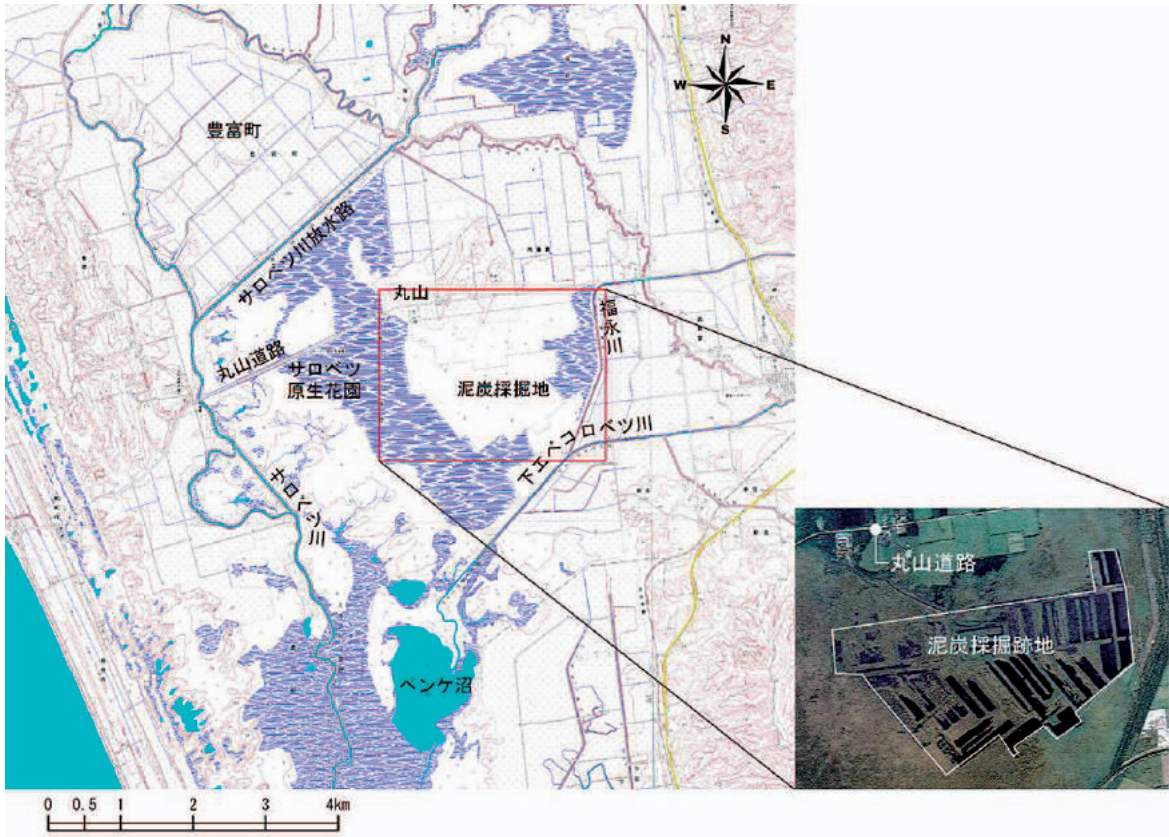 N
W
E
S
豊富町
サロベツ川放水路
丸山
福永川
丸山道路
サロベツ
原生花園
泥炭採掘地
下エベコロベツ川
サロベツ川
ペンケ沼
丸山道路
泥炭採掘跡地
0 0.5 1 2 3 4km